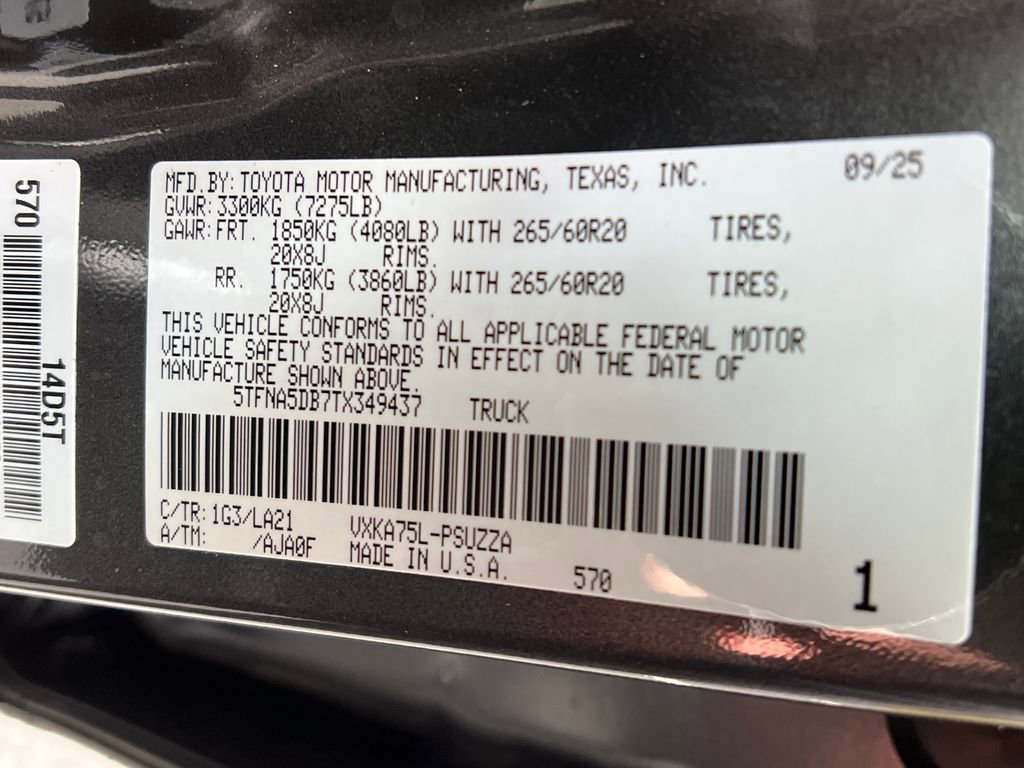 570
14D5T
MFD.BY:TOYOTA MOTOR MANUFACTURING, TEXAS, INC. 09/25
GVWR:3300KG (7275LB)
GAWR:FRT. 1850KG (4080LB) WITH 265/60R20 TIRES,
20X8J RIMS.
RR. 1750KG (3860LB) WITH 265/60R20 TIRES,
20X8J RIMS.
THIS VEHICLE CONFORMS TO ALL APPLICABLE FEDERAL MOTOR
VEHICLE SAFETY STANDARDS IN EFFECT ON THE DATE OF
MANUFACTURE SHOWN ABOVE.
5TFNA5DB7TX349437 TRUCK
C/TR:1G3/LA21 VXKA75L-PSUZZA
A/TM: /AJA0F MADE IN U.S.A. 570 1